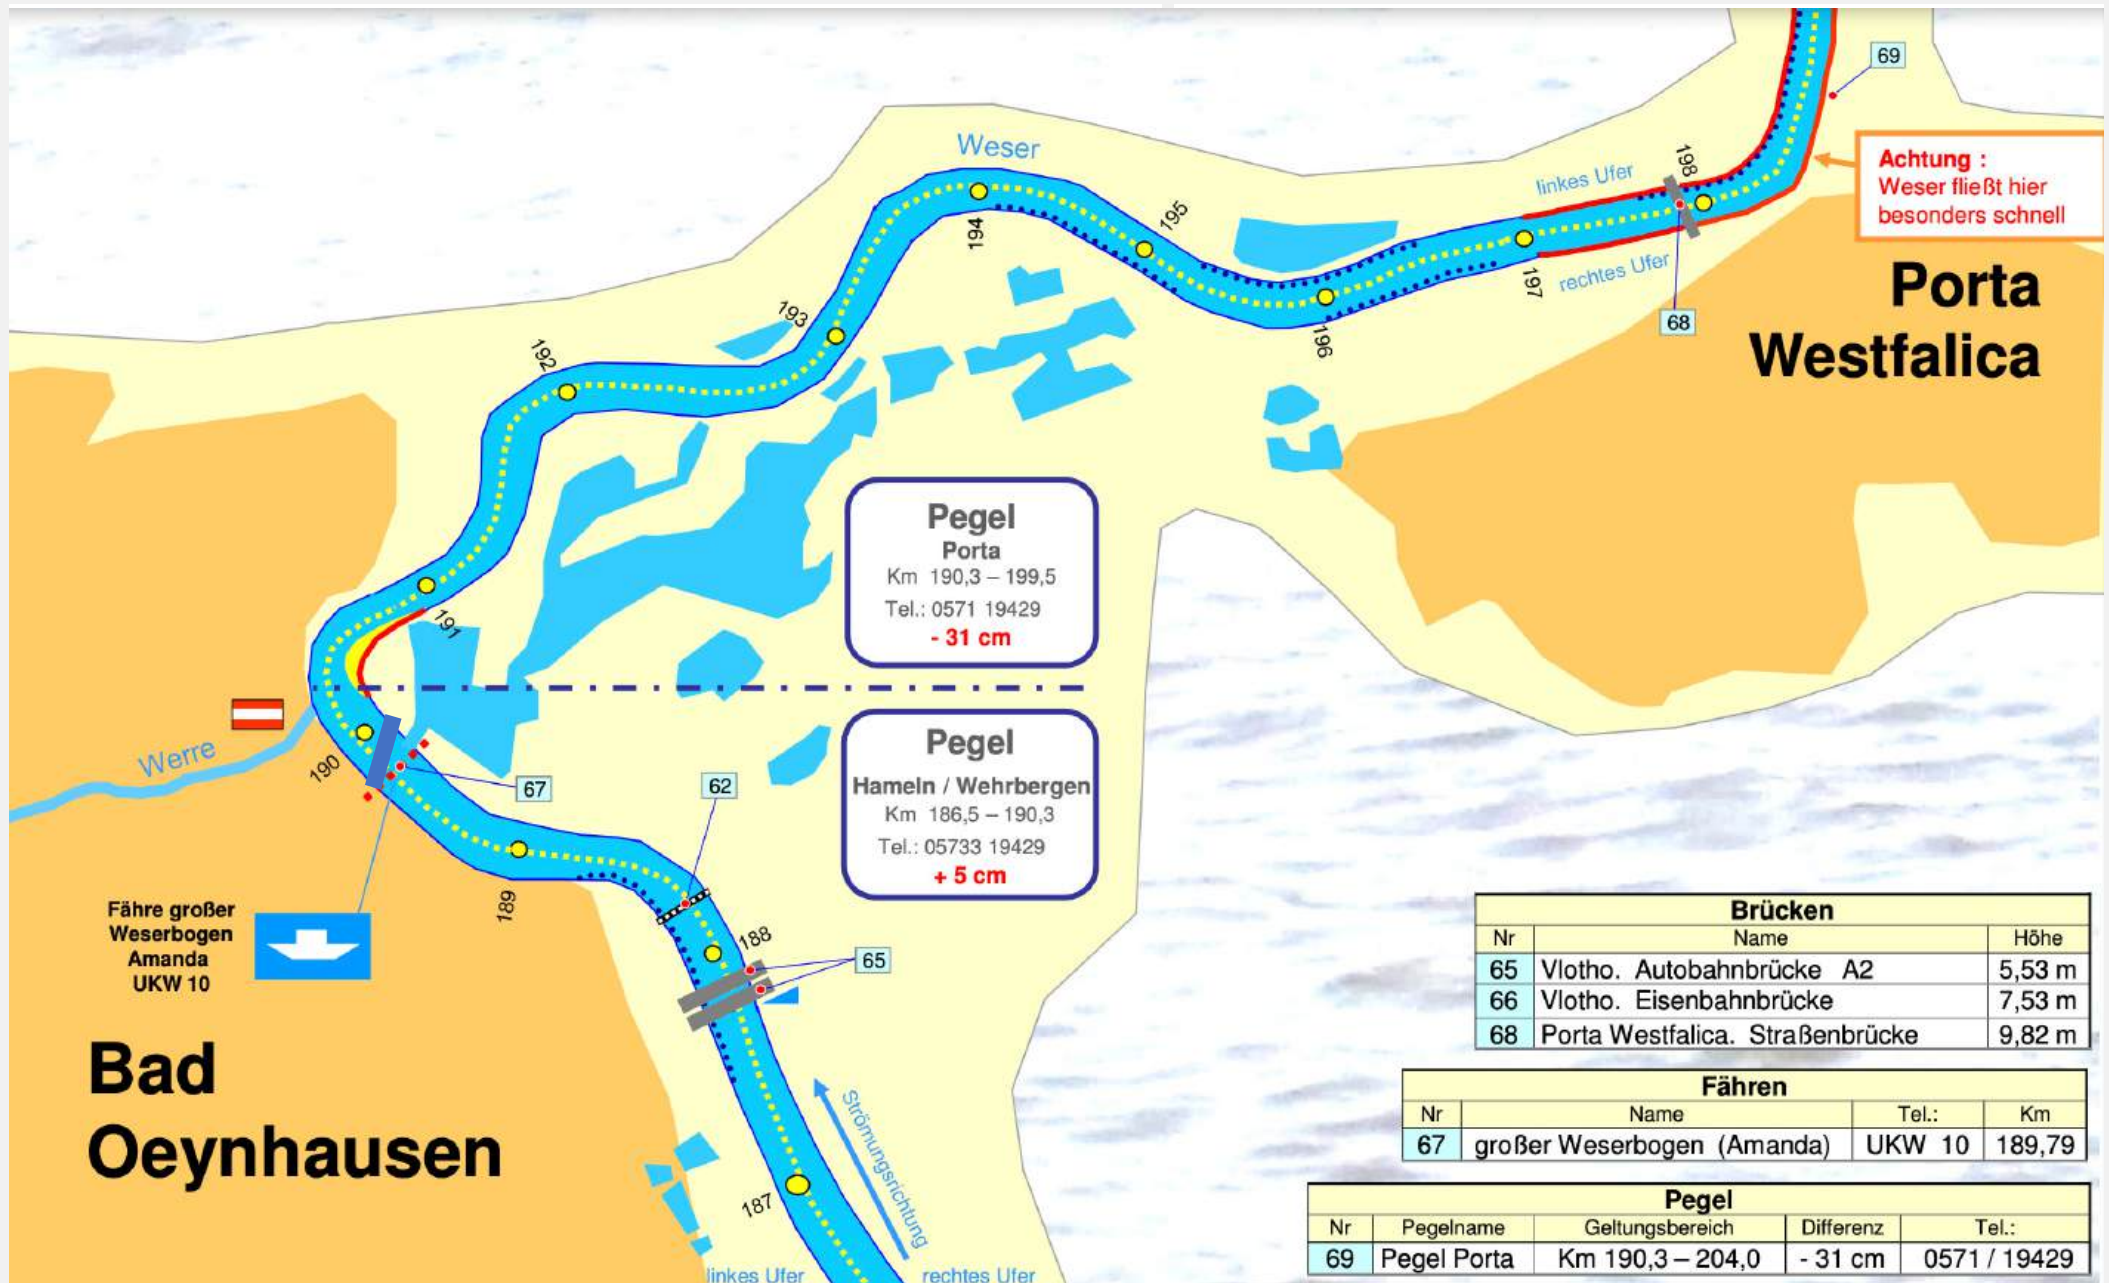 69
Weser
Achtung :
Weser fließt hier
besonders schnell
198
linkes Ufer
195
194
rechtes Ufer
197
Porta
Westfalica
68
193
196
192
Pegel
Porta
Km 190,3 – 199,5
Tel.: 0571 19429
- 31 cm
191
Werre
190
67
62
Pegel
Hameln / Wehrbergen
Km 186,5 – 190,3
Tel.: 05733 19429
+ 5 cm
189
Fähre großer
Weserbogen
Amanda
UKW 10
188
65
Bad
Oeynhausen
Strömungsrichtung
187
linkes Ufer
rechtes Ufer
Brücken
Nr Name Höhe
65 Vlotho. Autobahnbrücke A2 5,53 m
66 Vlotho. Eisenbahnbrücke 7,53 m
68 Porta Westfalica. Straßenbrücke 9,82 m
Fähren
Nr Name Tel.: Km
67 großer Weserbogen (Amanda) UKW 10 189,79
Pegel
Nr Pegelname Geltungsbereich Differenz Tel.:
69 Pegel Porta Km 190,3 – 204,0 - 31 cm 0571 / 19429